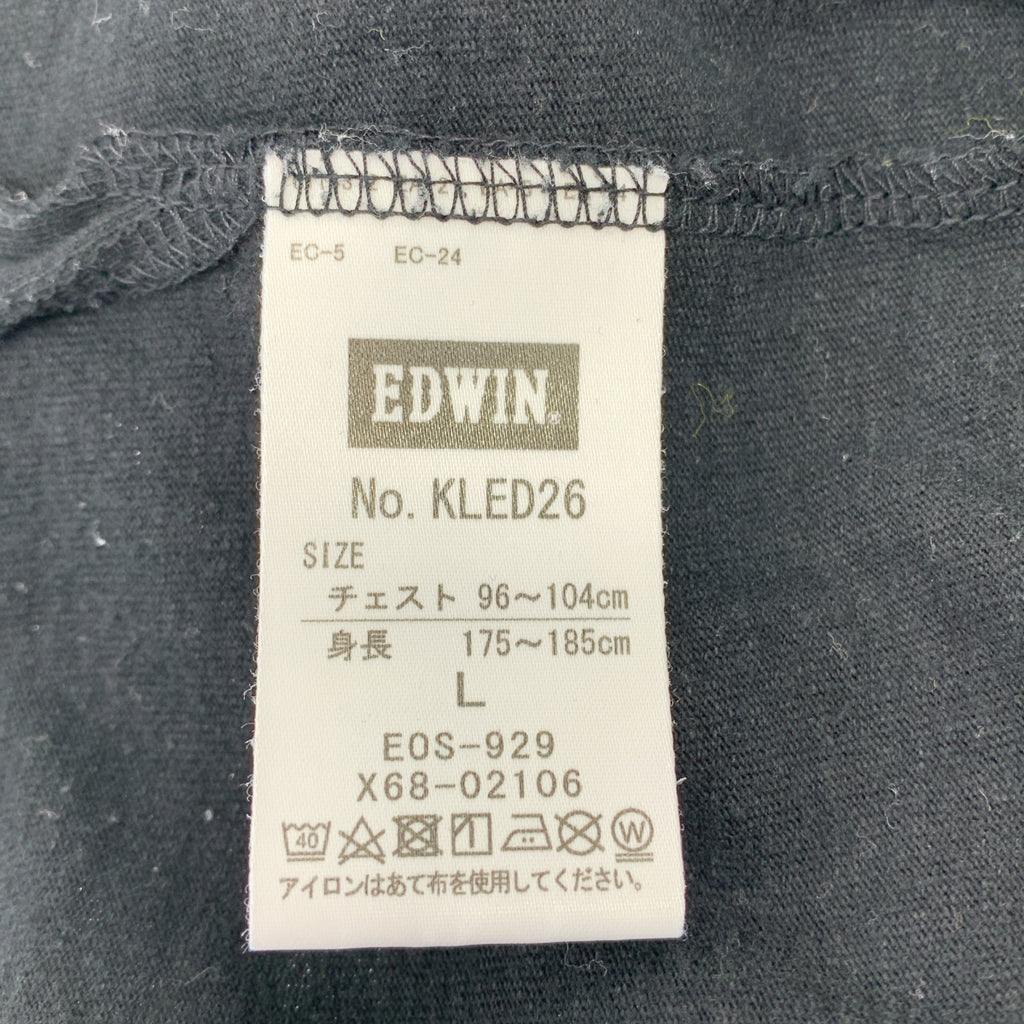 EC-5 EC-24
EDWIN®
No. KLED26
SIZE
チェスト 96～104cm
身長 175～185cm
L
EOS-929
X68-02106
40 W
アイロンはあて布を使用してください。